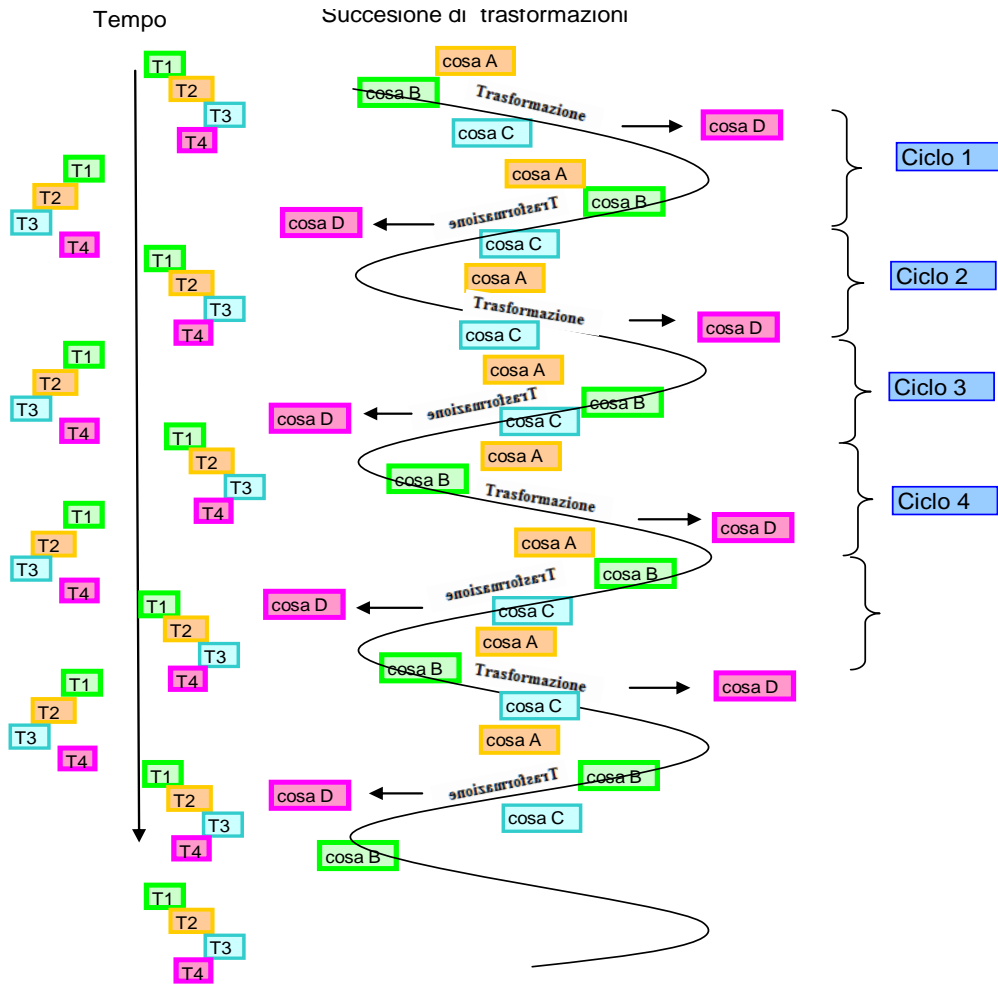 Tempo
Succesione di trasformazioni
T1
T2
T3
T4
T1
T2
T3
T4
T1
T2
T3
T4
T1
T2
T3
T4
T1
T2
T3
T4
T1
T2
T3
T4
T1
T2
T3
T4
T1
T2
T3
T4
T1
T2
T3
T4
T1
T2
T3
T4
cosa A
cosa B
Trasformazione
cosa C
cosa D
cosa A
cosa B
Trasformazione
cosa D
cosa C
cosa A
Trasformazione
cosa D
cosa C
cosa A
Trasformazione
cosa B
cosa D
cosa C
cosa A
cosa B
Trasformazione
cosa D
cosa A
cosa B
Trasformazione
cosa D
cosa C
cosa A
cosa B
Trasformazione
cosa D
cosa C
cosa A
cosa B
Trasformazione
cosa D
cosa C
cosa B
Ciclo 1
Ciclo 2
Ciclo 3
Ciclo 4